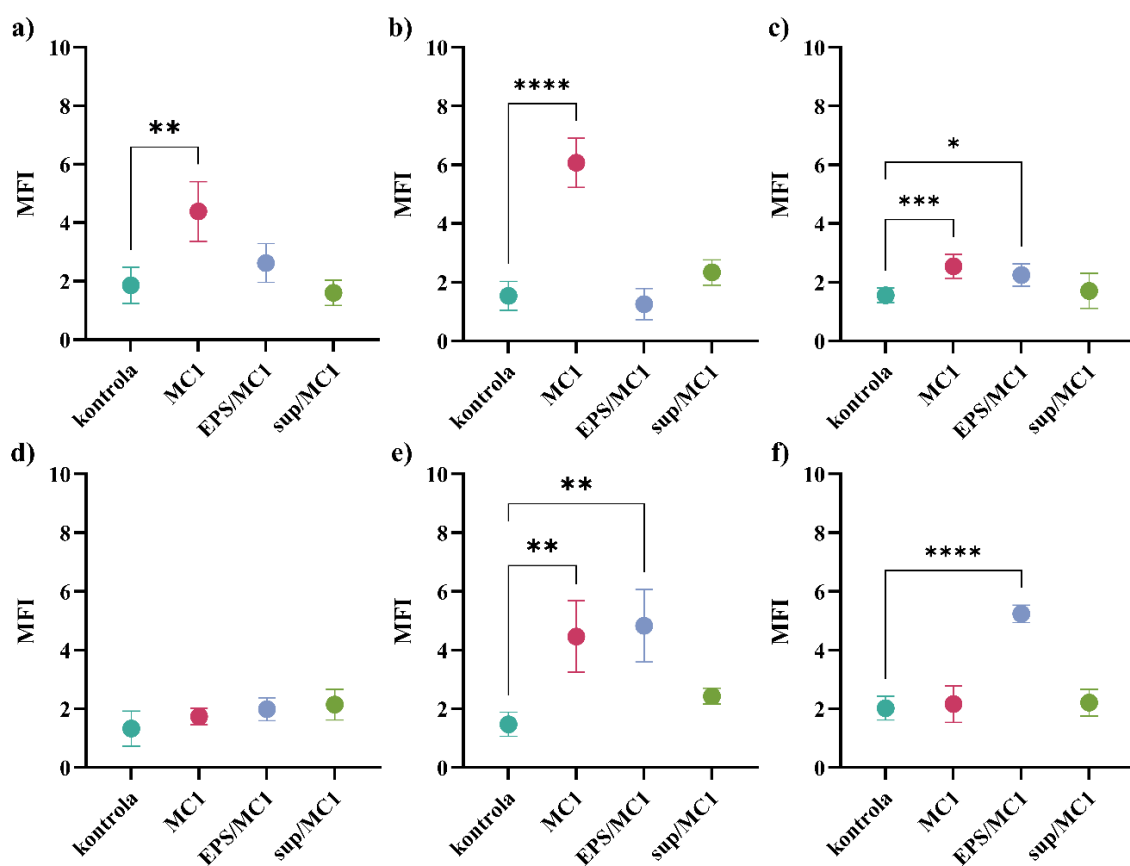 a)
10
8
6
4
2
0
MFI
**
kontrola
MC1
EPS/MC1
sup/MC1
b)
10
8
6
4
2
0
MFI
****
kontrola
MC1
EPS/MC1
sup/MC1
c)
10
8
6
4
2
0
MFI
*
***
kontrola
MC1
EPS/MC1
sup/MC1
d)
10
8
6
4
2
0
MFI
kontrola
MC1
EPS/MC1
sup/MC1
e)
10
8
6
4
2
0
MFI
**
**
kontrola
MC1
EPS/MC1
sup/MC1
f)
10
8
6
4
2
0
MFI
****
kontrola
MC1
EPS/MC1
sup/MC1